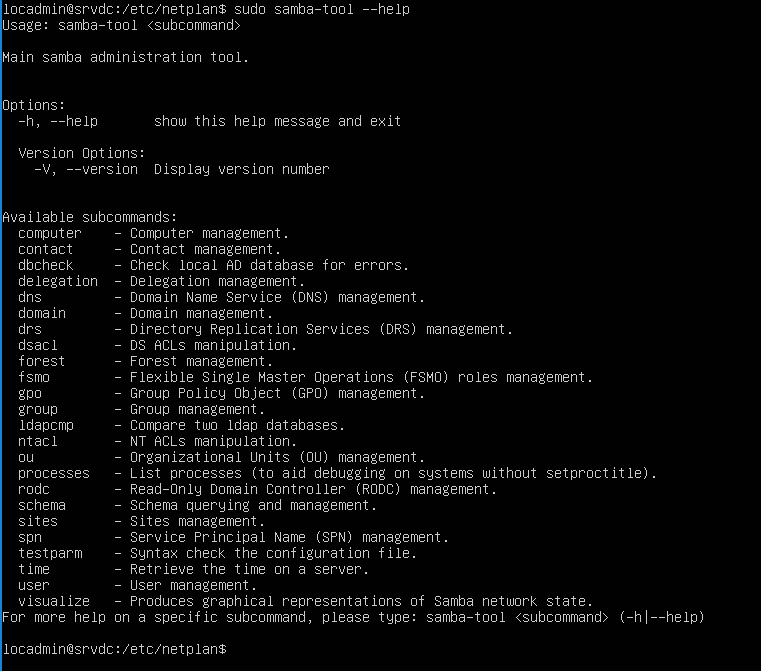 locadmin@srvdc:/etc/netplan$ sudo samba-tool --help
Usage: samba-tool <subcommand>
Main samba administration tool.
Options:
-h, --help show this help message and exit
Version Options:
-V, --version Display version number
Available subcommands:
computer - Computer management.
contact - Contact management.
dbcheck - Check local AD database for errors.
delegation - Delegation management.
dns - Domain Name Service (DNS) management.
domain - Domain management.
drs - Directory Replication Services (DRS) management.
dsacl - DS ACLs manipulation.
forest - Forest management.
fsmo - Flexible Single Master Operations (FSMO) roles management.
gpo - Group Policy Object (GPO) management.
group - Group management.
ldapcmp - Compare two ldap databases.
ntacl - NT ACLs manipulation.
ou - Organizational Units (OU) management.
processes - List processes (to aid debugging on systems without setproctitle).
rodc - Read-Only Domain Controller (RODC) management.
schema - Schema querying and management.
sites - Sites management.
spn - Service Principal Name (SPN) management.
testparm - Syntax check the configuration file.
time - Retrieve the time on a server.
user - User management.
visualize - Produces graphical representations of Samba network state.
For more help on a specific subcommand, please type: samba-tool <subcommand> (-h|--help)
locadmin@srvdc:/etc/netplan$